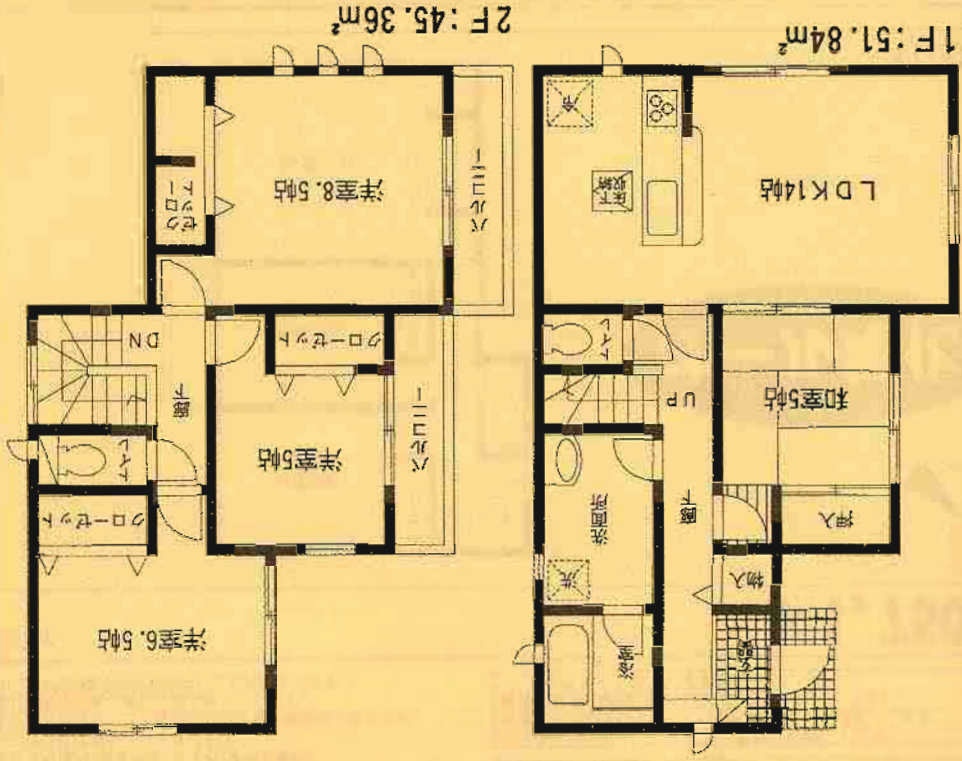 玄関
浴室
物入
洗
押入
廊下
洗面所
和室5帖
UP
トイレ
LDK14帖
床下
収納
冷
1F:51.84m²
洋室6.5帖
クローゼット
トイレ
洋室5帖
バルコニー
廊下
クローゼット
DN
バルコニー
洋室8.5帖
クロー
ゼット
2F:45.36m²